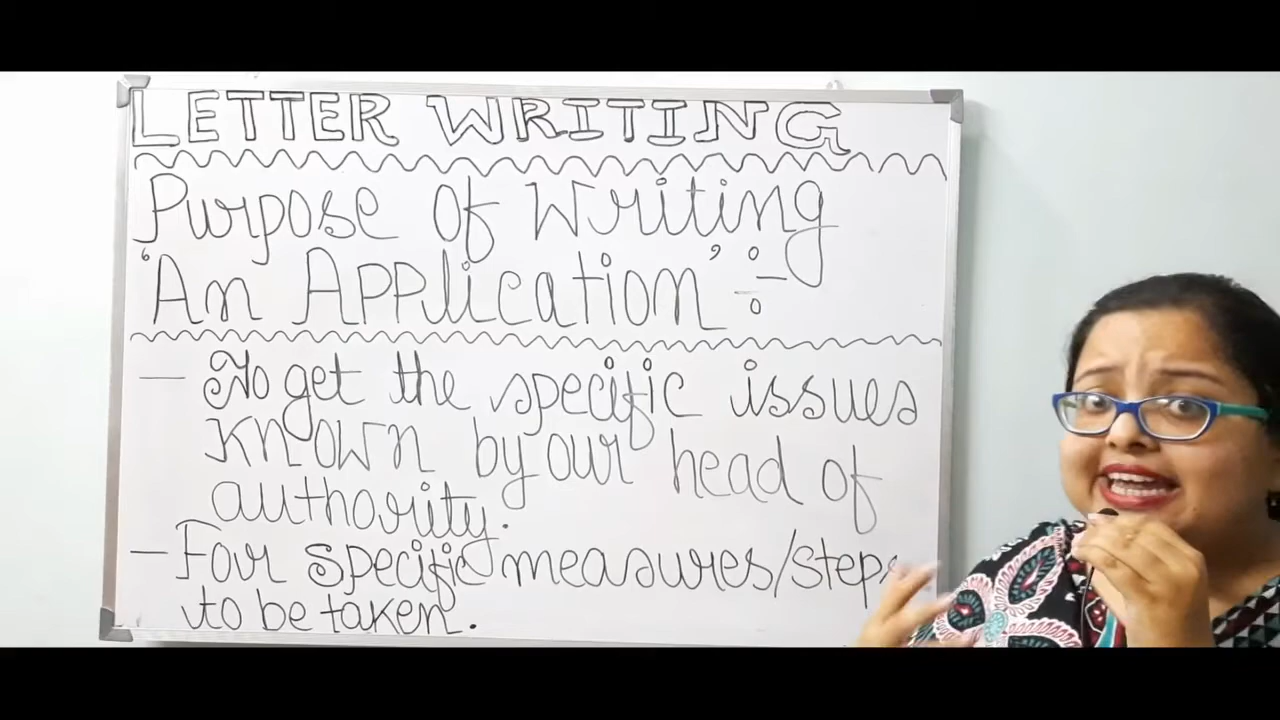 LETTER WRITING
Purpose of Writing
'An Application' ÷
— To get the specific issues
known by our head of
authority.
— For specific measures/steps
to be taken.